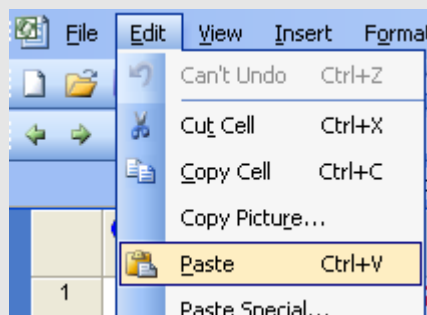 File Edit View Insert Forma
Can't Undo Ctrl+Z
Cut Cell Ctrl+X
Copy Cell Ctrl+C
Copy Picture...
Paste Ctrl+V
1
Paste Special...